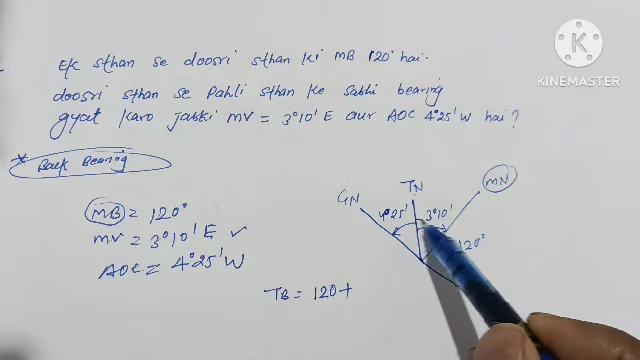 Ek sthan se doosri sthan ki MB 120° hai.
doosri sthan se Pahli sthan ke sabhi bearing
gyat karo jabki MV = 3°10' E aur AOC 4°25' W hai?
* Back Bearing
MB = 120°
MV = 3°10' E ✓
AOC = 4°25' W
TB = 120+
GN
TN
MN
4°25'
3°10'
120°
K
KINEMASTER